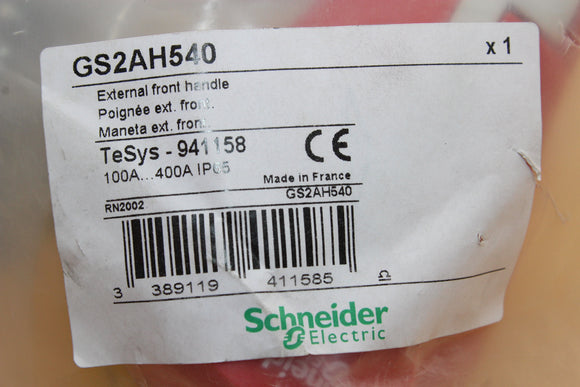 GS2AH540 x 1
External front handle
Poignée ext. front.
Maneta ext. front.
TeSys - 941158
100A...400A IP65
CE
Made in France
RN2002 GS2AH540
3 389119 411585
Schneider
Electric